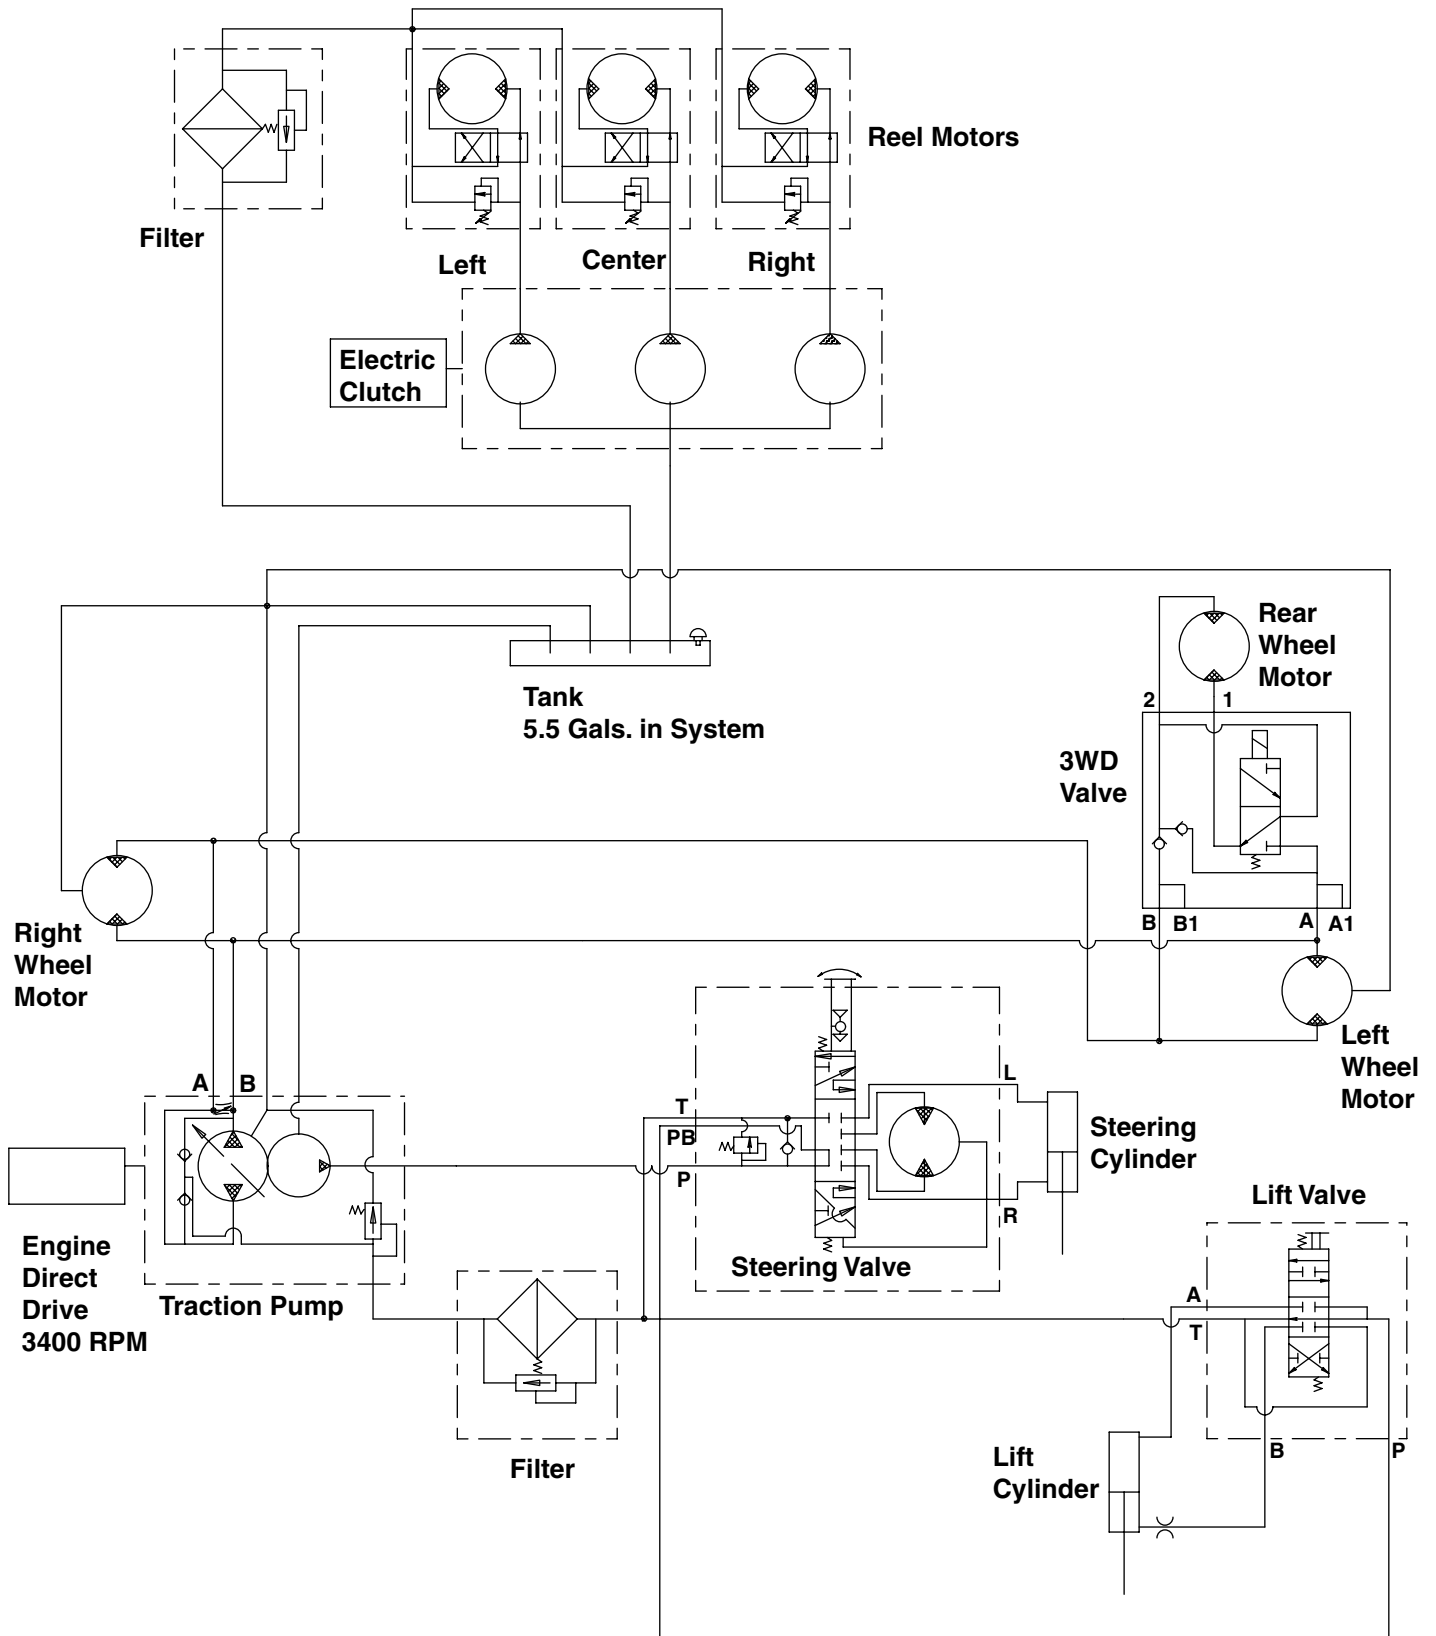 Reel Motors
Filter
Left
Center
Right
Electric
Clutch
Tank
5.5 Gals. in System
Rear
Wheel
Motor
2
1
3WD
Valve
B
B1
A
A1
Right
Wheel
Motor
Left
Wheel
Motor
A
B
L
T
PB
P
R
Steering
Cylinder
Steering Valve
Lift Valve
Engine
Direct
Drive
3400 RPM
Traction Pump
A
T
B
P
Filter
Lift
Cylinder